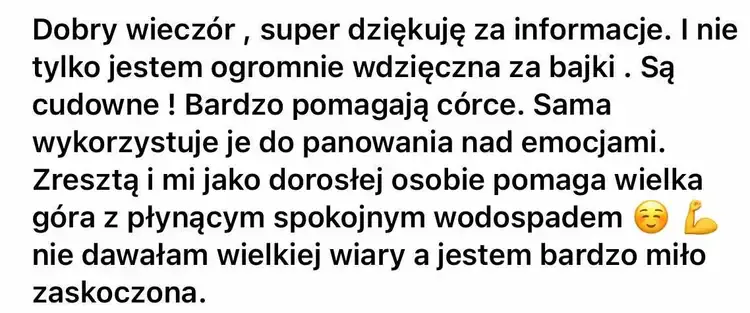 Dobry wieczór , super dziękuję za informacje. I nie
tylko jestem ogromnie wdzięczna za bajki . Są
cudowne ! Bardzo pomagają córce. Sama
wykorzystuje je do panowania nad emocjami.
Zresztą i mi jako dorosłej osobie pomaga wielka
góra z płynącym spokojnym wodospadem ☺️ 💪
nie dawałam wielkiej wiary a jestem bardzo miło
zaskoczona.